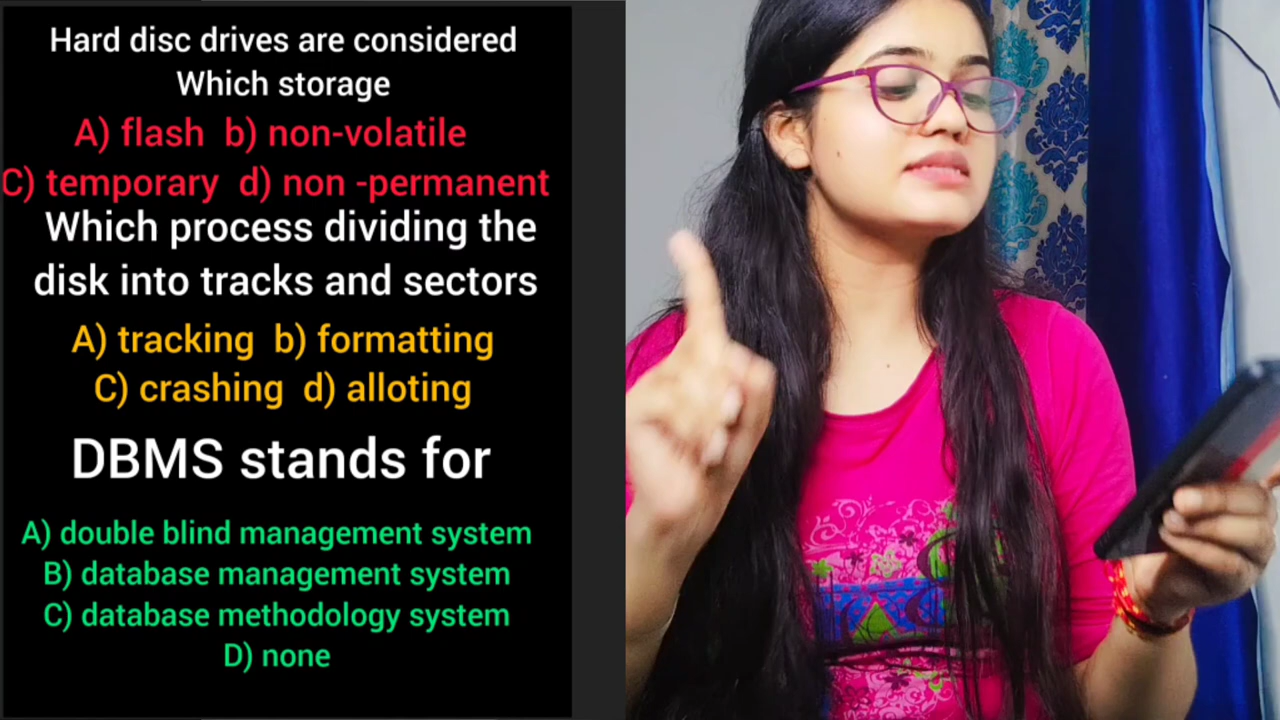 Hard disc drives are considered
Which storage
A) flash b) non-volatile
C) temporary d) non -permanent
Which process dividing the
disk into tracks and sectors
A) tracking b) formatting
C) crashing d) alloting
DBMS stands for
A) double blind management system
B) database management system
C) database methodology system
D) none